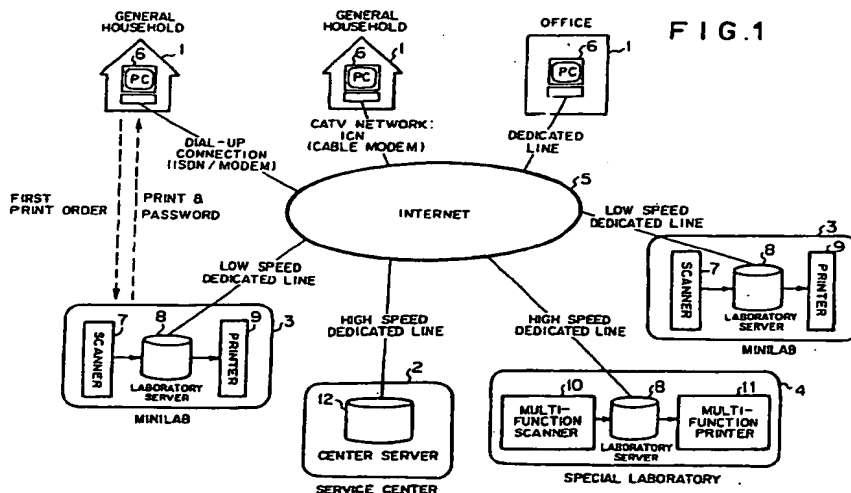 GENERAL
HOUSEHOLD
1
6
PC
GENERAL
HOUSEHOLD
1
6
PC
OFFICE
6
1
PC
FIG.1
DIAL-UP
CONNECTION
(ISDN/MODEM)
CATV NETWORK:
ICN
(CABLE MODEM)
DEDICATED
LINE
FIRST
PRINT ORDER
PRINT &
PASSWORD
INTERNET
5
LOW SPEED
DEDICATED LINE
LOW SPEED
DEDICATED LINE
3
7
8
9
SCANNER
LABORATORY
SERVER
PRINTER
MINILAB
HIGH SPEED
DEDICATED LINE
HIGH SPEED
DEDICATED LINE
3
7
8
9
SCANNER
LABORATORY
SERVER
PRINTER
MINILAB
2
12
CENTER SERVER
SERVICE CENTER
10
8
11
4
MULTI-
FUNCTION
SCANNER
LABORATORY
SERVER
MULTI-
FUNCTION
PRINTER
SPECIAL LABORATORY